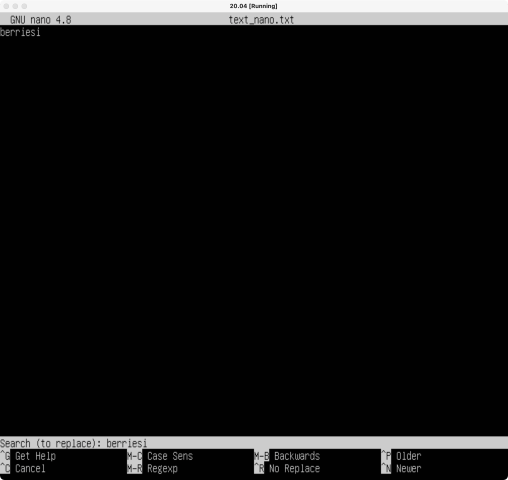 20.04 [Running]
GNU nano 4.8 text_nano.txt
berriesi
Search (to replace): berriesi
^G Get Help M-C Case Sens M-B Backwards ^P Older
^C Cancel M-R Regexp ^R No Replace ^N Newer